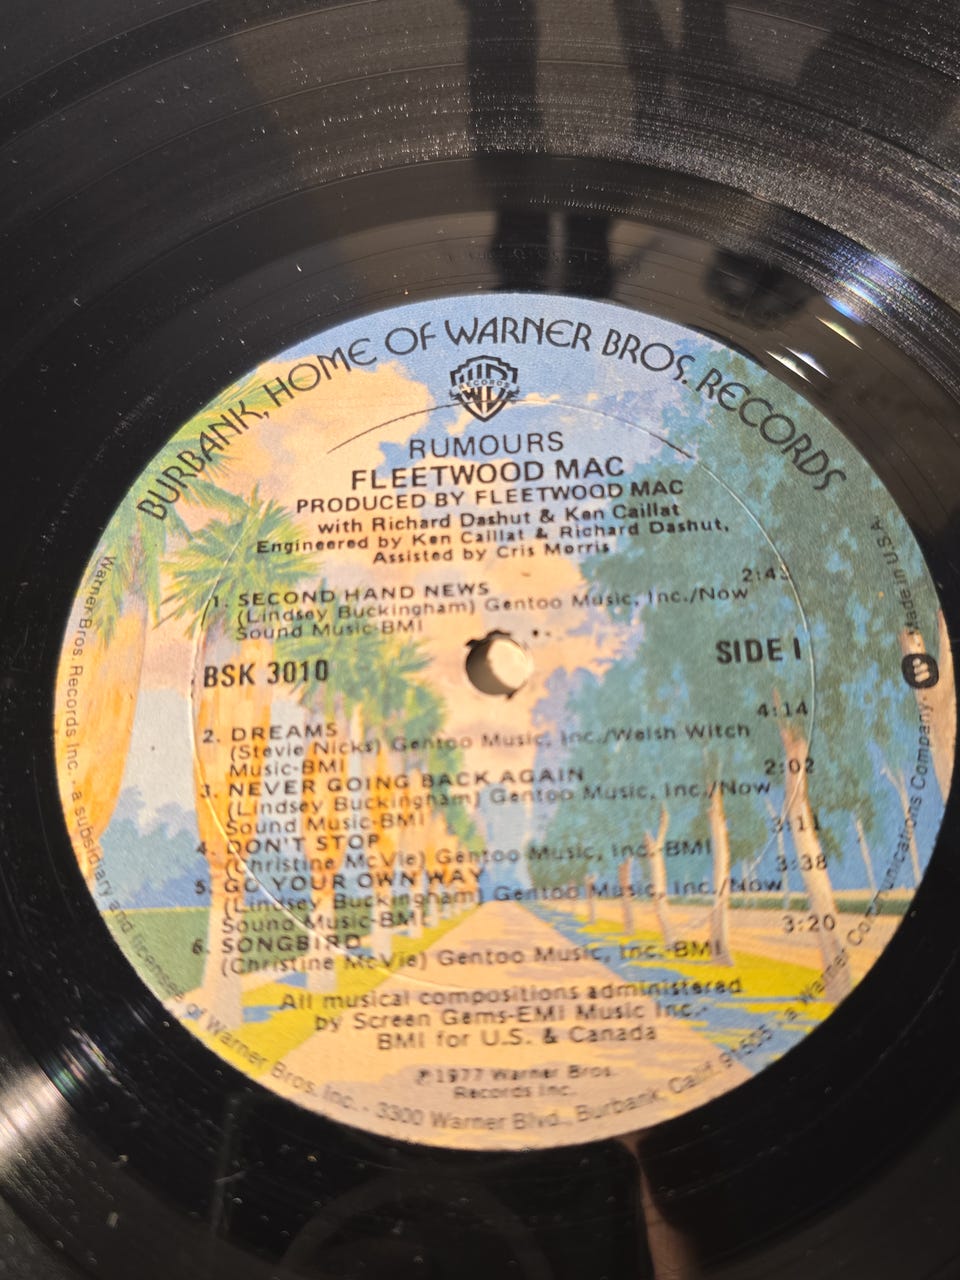 BURBANK, HOME OF WARNER BROS. RECORDS
W RECORDS
RUMOURS
FLEETWOOD MAC
PRODUCED BY FLEETWOOD MAC
with Richard Dashut & Ken Caillat
Engineered by Ken Caillat & Richard Dashut,
Assisted by Cris Morris
1. SECOND HAND NEWS 2:43
(Lindsey Buckingham) Gentoo Music, Inc./Now
Sound Music-BMI
BSK 3010 SIDE 1
2. DREAMS 4:14
(Stevie Nicks) Gentoo Music, Inc./Welsh Witch
Music-BMI
3. NEVER GOING BACK AGAIN 2:02
(Lindsey Buckingham) Gentoo Music, Inc./Now
Sound Music-BMI
4. DON'T STOP 3:11
(Christine McVie) Gentoo Music, Inc.-BMI
5. GO YOUR OWN WAY 3:38
(Lindsey Buckingham) Gentoo Music, Inc./Now
Sound Music-BMI
6. SONGBIRD 3:20
(Christine McVie) Gentoo Music, Inc.-BMI
All musical compositions administered
by Screen Gems-EMI Music Inc.-
BMI for U.S. & Canada
℗1977 Warner Bros.
Records Inc.
Warner Bros. Records Inc. • a subsidiary and licensee of Warner Bros. Inc. • 3300 Warner Blvd., Burbank, Calif. 91505 • a Warner Communications Company • W • Made in U.S.A.